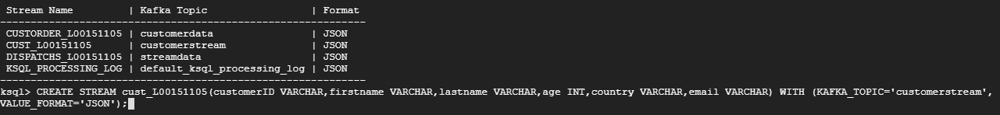 Stream Name | Kafka Topic | Format
------------------------------------------------------------
CUSTORDER_L00151105 | customerdata | JSON
CUST_L00151105 | customerstream | JSON
DISPATCHS_L00151105 | streamdata | JSON
KSQL_PROCESSING_LOG | default_ksql_processing_log | JSON
------------------------------------------------------------
ksql> CREATE STREAM cust_L00151105(customerID VARCHAR,firstname VARCHAR,lastname VARCHAR,age INT,country VARCHAR,email VARCHAR) WITH (KAFKA_TOPIC='customerstream',
VALUE_FORMAT='JSON');